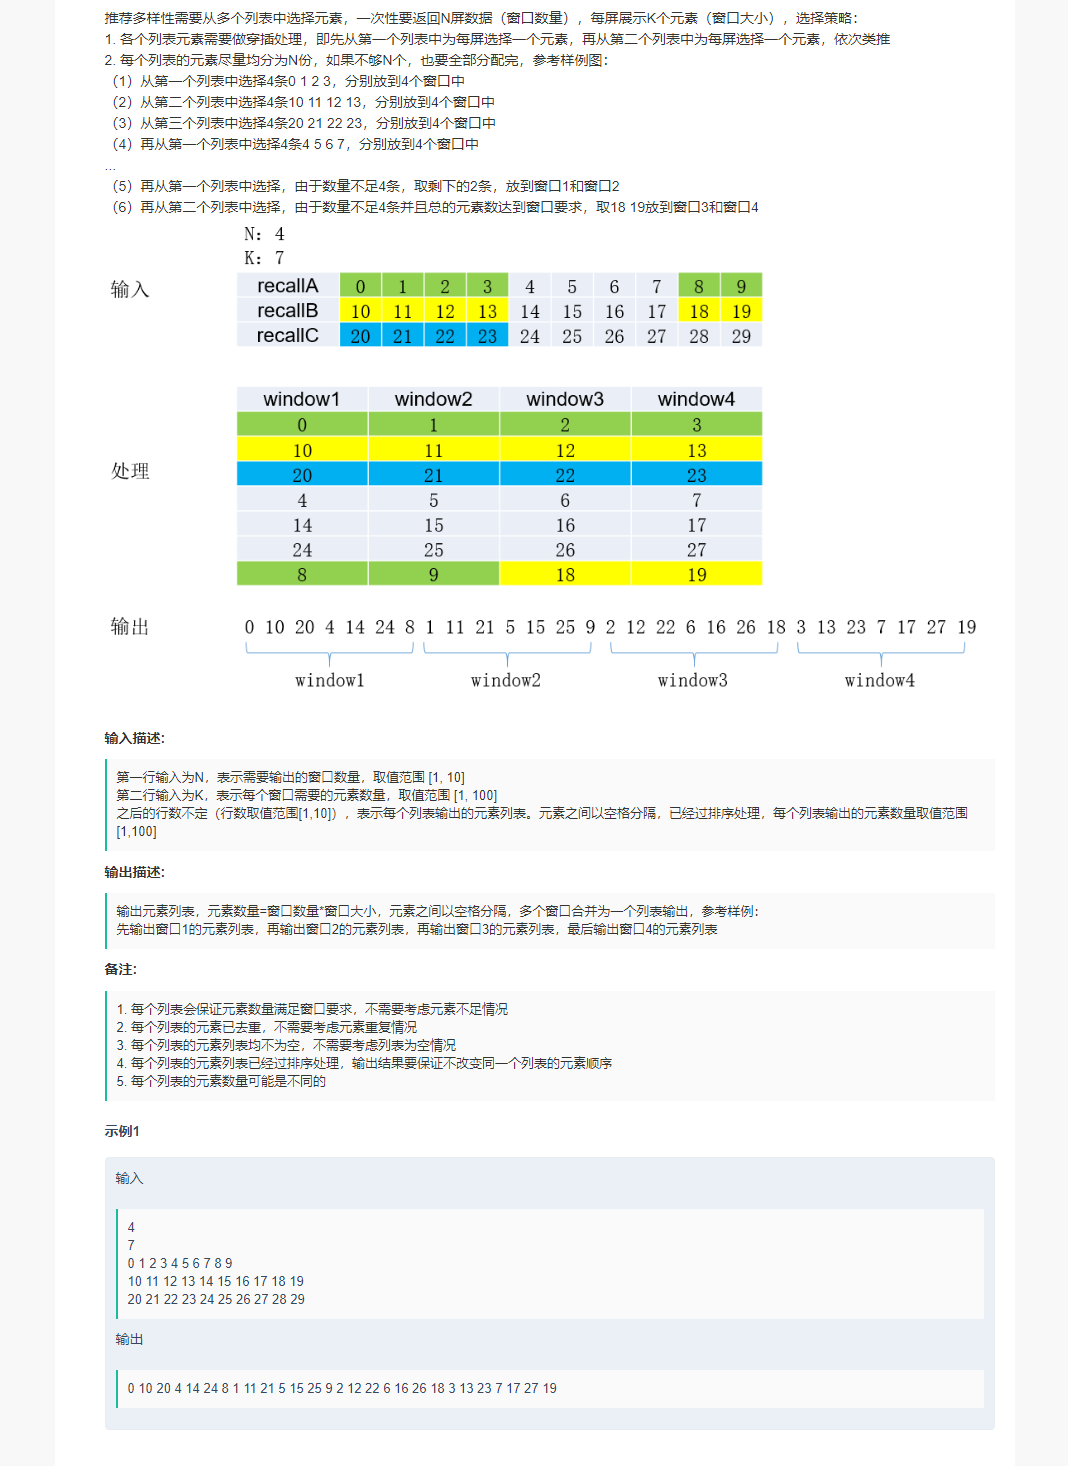 推荐多样性需要从多个列表中选择元素，一次性要返回N屏数据（窗口数量），每屏展示K个元素（窗口大小），选择策略：
1. 各个列表元素需要做穿插处理，即先从第一个列表中为每屏选择一个元素，再从第二个列表中为每屏选择一个元素，依次类推
2. 每个列表的元素尽量均分为N份，如果不够N个，也要全部分配完，参考样例图：
（1）从第一个列表中选择4条0 1 2 3，分别放到4个窗口中
（2）从第二个列表中选择4条10 11 12 13，分别放到4个窗口中
（3）从第三个列表中选择4条20 21 22 23，分别放到4个窗口中
（4）再从第一个列表中选择4条4 5 6 7，分别放到4个窗口中
...
（5）再从第一个列表中选择，由于数量不足4条，取剩下的2条，放到窗口1和窗口2
（6）再从第二个列表中选择，由于数量不足4条并且总的元素数达到窗口要求，取18 19放到窗口3和窗口4
N: 4
K: 7
输入
recallA 0 1 2 3 4 5 6 7 8 9
recallB 10 11 12 13 14 15 16 17 18 19
recallC 20 21 22 23 24 25 26 27 28 29
window1 window2 window3 window4
0 1 2 3
10 11 12 13
处理
20 21 22 23
4 5 6 7
14 15 16 17
24 25 26 27
8 9 18 19
输出
0 10 20 4 14 24 8 1 11 21 5 15 25 9 2 12 22 6 16 26 18 3 13 23 7 17 27 19
window1 window2 window3 window4
输入描述:
第一行输入为N，表示需要输出的窗口数量，取值范围 [1, 10]
第二行输入为K，表示每个窗口需要的元素数量，取值范围 [1, 100]
之后的行数不定（行数取值范围[1,10]），表示每个列表输出的元素列表。元素之间以空格分隔，已经过排序处理，每个列表输出的元素数量取值范围
[1,100]
输出描述:
输出元素列表，元素数量=窗口数量*窗口大小，元素之间以空格分隔，多个窗口合并为一个列表输出，参考样例：
先输出窗口1的元素列表，再输出窗口2的元素列表，再输出窗口3的元素列表，最后输出窗口4的元素列表
备注:
1. 每个列表会保证元素数量满足窗口要求，不需要考虑元素不足情况
2. 每个列表的元素已去重，不需要考虑元素重复情况
3. 每个列表的元素列表均不为空，不需要考虑列表为空情况
4. 每个列表的元素列表已经过排序处理，输出结果要保证不改变同一个列表的元素顺序
5. 每个列表的元素数量可能是不同的
示例1
输入
4
7
0 1 2 3 4 5 6 7 8 9
10 11 12 13 14 15 16 17 18 19
20 21 22 23 24 25 26 27 28 29
输出
0 10 20 4 14 24 8 1 11 21 5 15 25 9 2 12 22 6 16 26 18 3 13 23 7 17 27 19